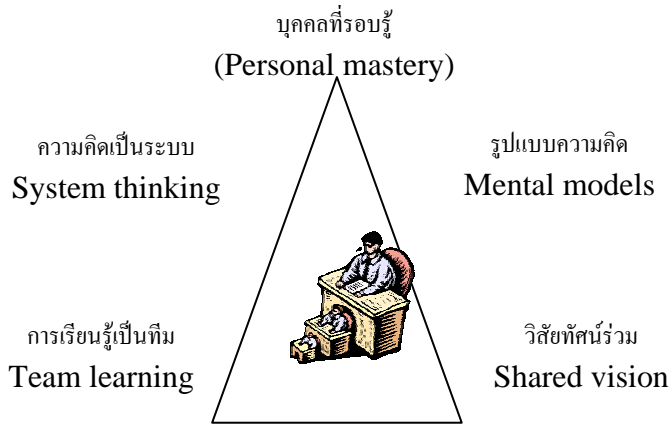 บุคคลที่รอบรู้
(Personal mastery)
ความคิดเป็นระบบ
System thinking
รูปแบบความคิด
Mental models
การเรียนรู้เป็นทีม
Team learning
วิสัยทัศน์ร่วม
Shared vision